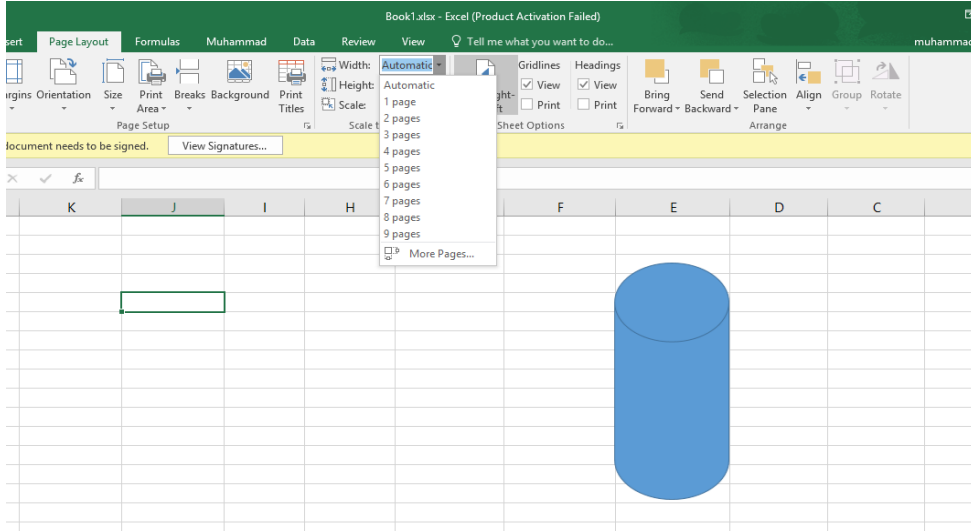 Book1.xlsx - Excel (Product Activation Failed)
Page Layout Formulas Muhammad Data Review View Tell me what you want to do...
Width: Automatic
Height:
Scale:
Automatic
1 page
2 pages
3 pages
4 pages
5 pages
6 pages
7 pages
8 pages
9 pages
More Pages...
Orientation Size Print Area Breaks Background Print Titles
Page Setup
Gridlines Headings
View View
Print Print
Sheet Options
Bring Forward Send Backward Selection Pane Align Group Rotate
Arrange
document needs to be signed. View Signatures...
fx
K J I H F E D C